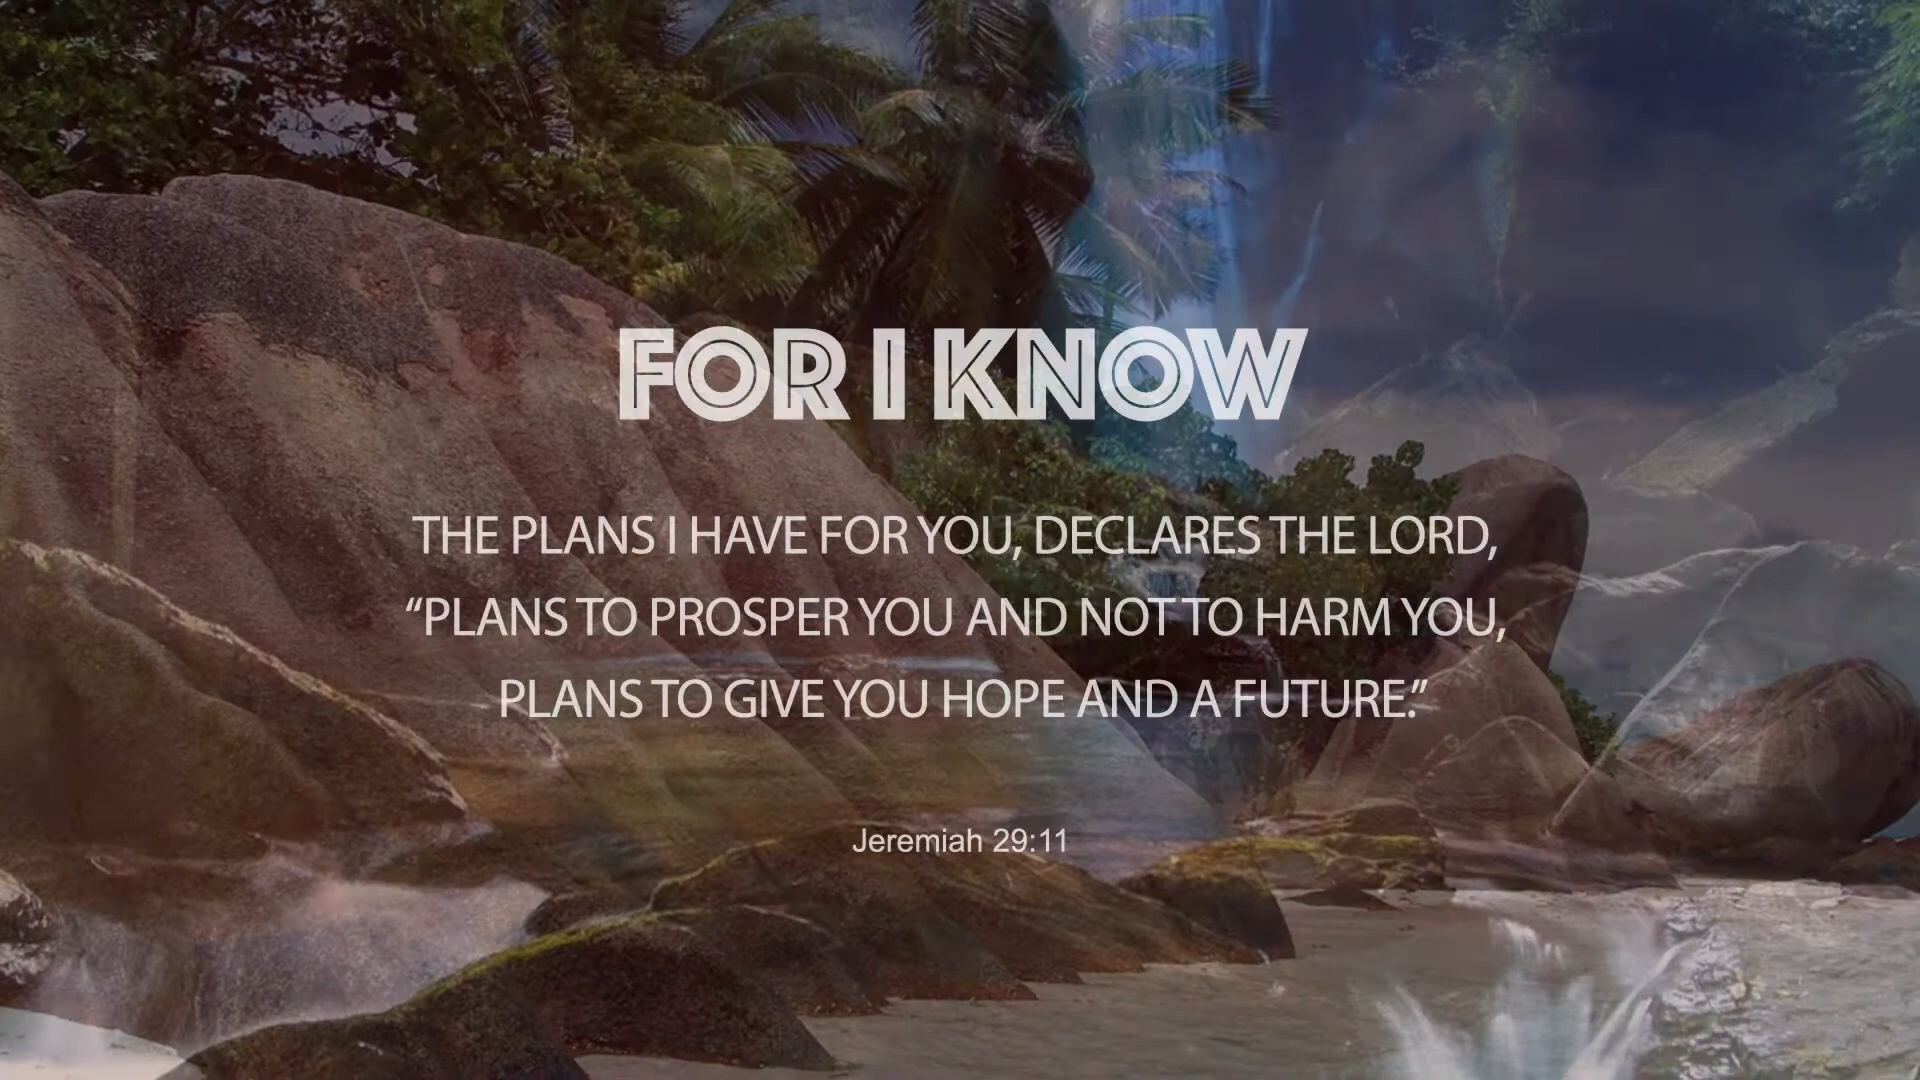 FOR I KNOW
THE PLANS I HAVE FOR YOU, DECLARES THE LORD,
“PLANS TO PROSPER YOU AND NOT TO HARM YOU,
PLANS TO GIVE YOU HOPE AND A FUTURE.”
Jeremiah 29:11